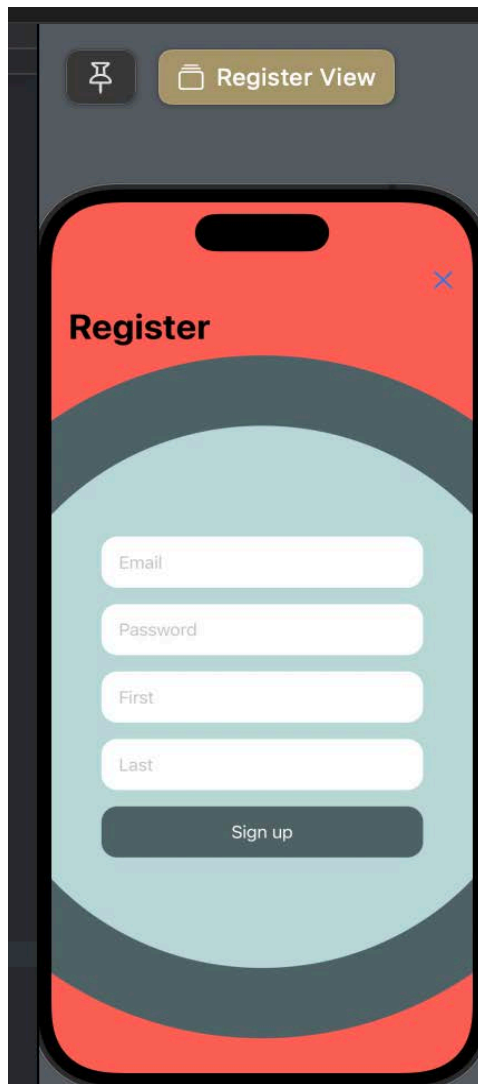 Register View
Register
Email
Password
First
Last
Sign up